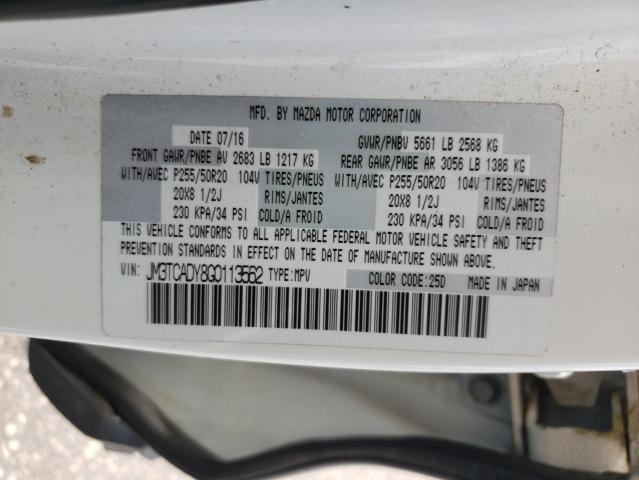 MFD. BY MAZDA MOTOR CORPORATION
DATE 07/16 GVWR/PNBV 5661 LB 2568 KG
FRONT GAWR/PNBE AV 2683 LB 1217 KG REAR GAWR/PNBE AR 3056 LB 1386 KG
WITH/AVEC P255/50R20 104V TIRES/PNEUS WITH/AVEC P255/50R20 104V TIRES/PNEUS
20X8 1/2J RIMS/JANTES 20X8 1/2J RIMS/JANTES
230 KPA/34 PSI COLD/A FROID 230 KPA/34 PSI COLD/A FROID
THIS VEHICLE CONFORMS TO ALL APPLICABLE FEDERAL MOTOR VEHICLE SAFETY AND THEFT
PREVENTION STANDARDS IN EFFECT ON THE DATE OF MANUFACTURE SHOWN ABOVE.
VIN: JM3TCADY8G0113562 TYPE:MPV COLOR CODE:25D MADE IN JAPAN